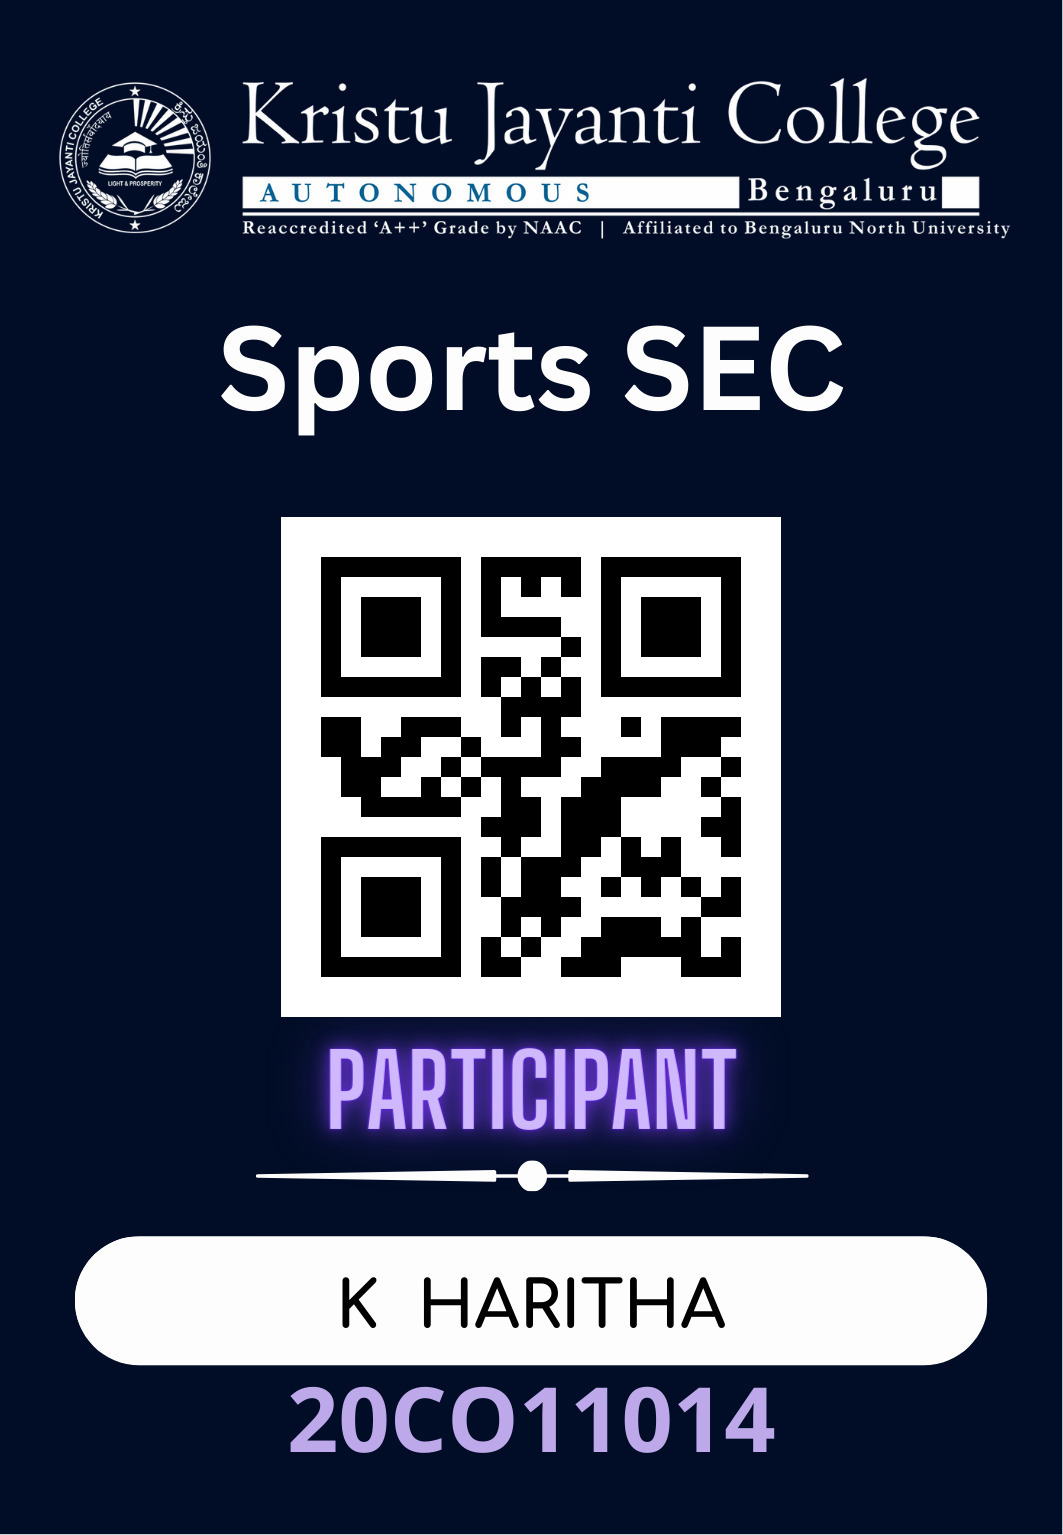 KRISTU JAYANTI COLLEGE
ज्योतिसंवाद्याय
ಕ್ರಿಸ್ತು ಜಯಂತಿ ಕಾಲೇಜು
LIGHT & PROSPERITY
Kristu Jayanti College
AUTONOMOUS Bengaluru
Reaccredited ‘A++’ Grade by NAAC | Affiliated to Bengaluru North University
Sports SEC
PARTICIPANT
K HARITHA
20CO11014